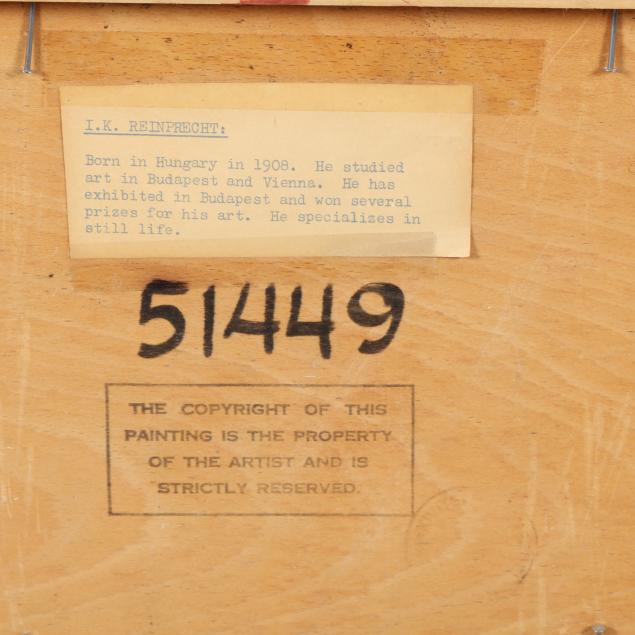 I.K. REINPRECHT:
Born in Hungary in 1908. He studied
art in Budapest and Vienna. He has
exhibited in Budapest and won several
prizes for his art. He specializes in
still life.
51449
THE COPYRIGHT OF THIS
PAINTING IS THE PROPERTY
OF THE ARTIST AND IS
STRICTLY RESERVED.